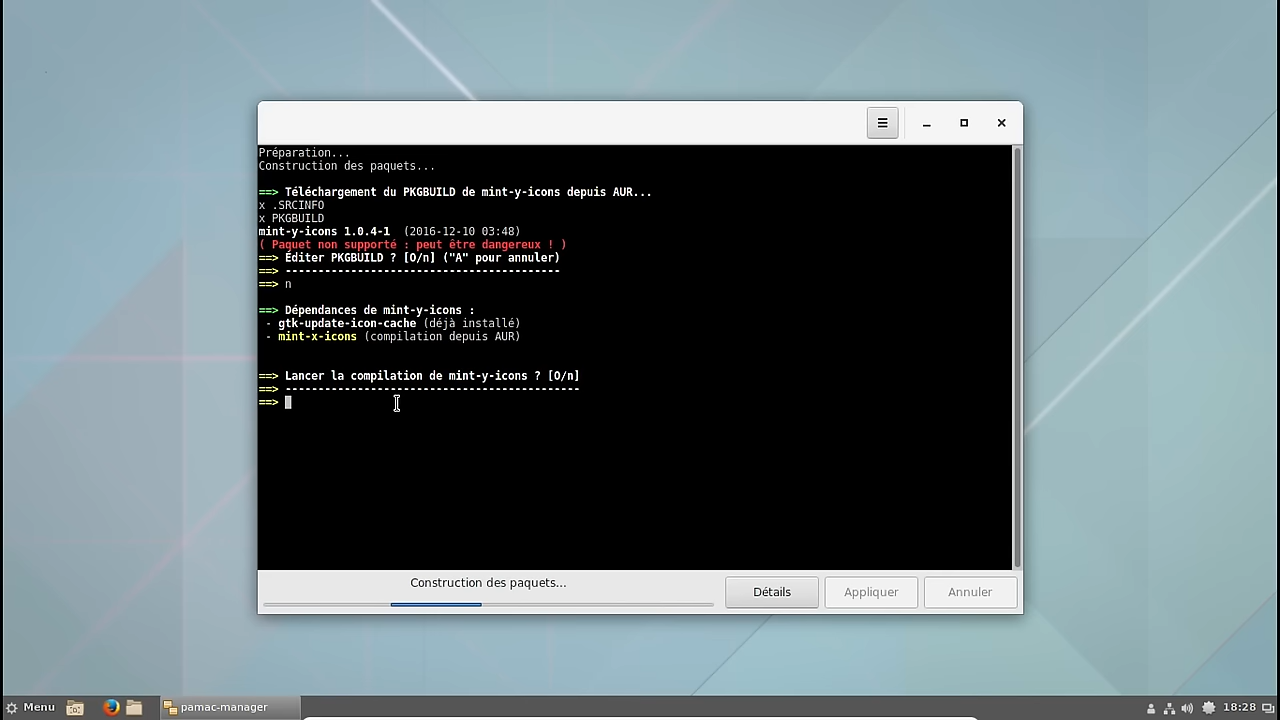 Préparation...
Construction des paquets...
==> Téléchargement du PKGBUILD de mint-y-icons depuis AUR...
x .SRCINFO
x PKGBUILD
mint-y-icons 1.0.4-1  (2016-12-10 03:48)
( Paquet non supporté : peut être dangereux ! )
==> Éditer PKGBUILD ? [O/n] ("A" pour annuler)
==> ------------------------------------------
==> n
==> Dépendances de mint-y-icons :
- gtk-update-icon-cache (déjà installé)
- mint-x-icons (compilation depuis AUR)
==> Lancer la compilation de mint-y-icons ? [O/n]
==> ---------------------------------------------
==>
Construction des paquets...
Détails
Appliquer
Annuler
Menu
pamac-manager
18:28